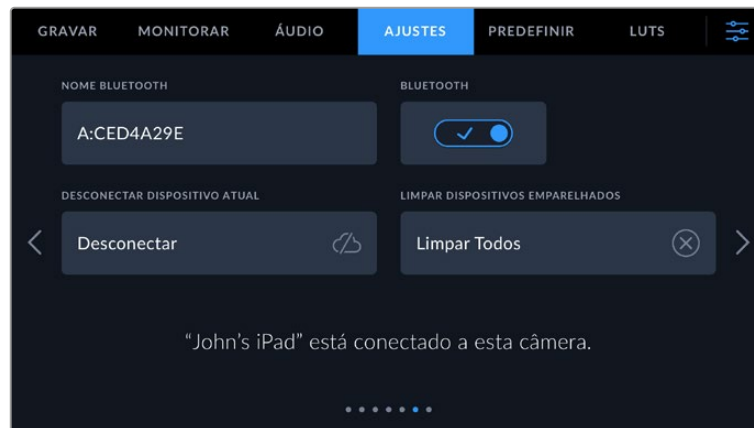 GRAVAR MONITORAR ÁUDIO AJUSTES PREDEFINIR LUTS
NOME BLUETOOTH BLUETOOTH
A:CED4A29E
DESCONECTAR DISPOSITIVO ATUAL LIMPAR DISPOSITIVOS EMPARELHADOS
Desconectar Limpar Todos
“John’s iPad” está conectado a esta câmera.